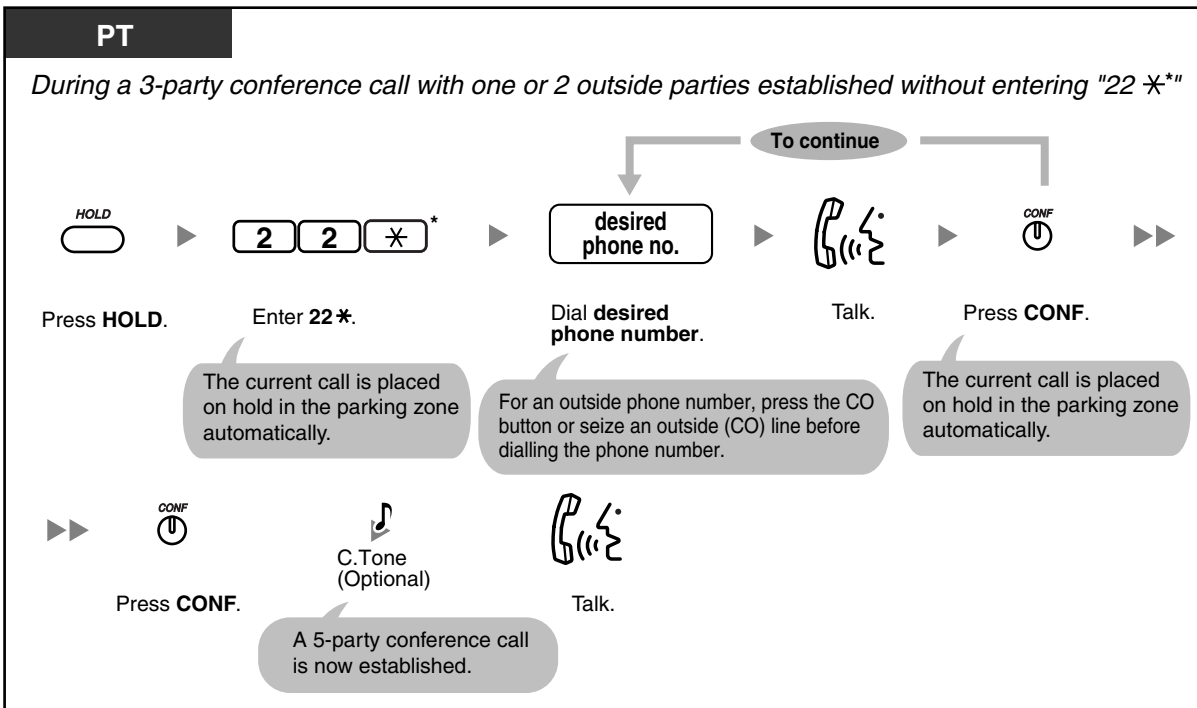 PT
During a 3-party conference call with one or 2 outside parties established without entering "22 ✳*"
To continue
HOLD
2 2 ✳ *
desired
phone no.
CONF
Press HOLD.
Enter 22✳.
Dial desired
phone number.
Talk.
Press CONF.
The current call is placed
on hold in the parking zone
automatically.
For an outside phone number, press the CO
button or seize an outside (CO) line before
dialling the phone number.
The current call is placed
on hold in the parking zone
automatically.
CONF
C.Tone
(Optional)
Press CONF.
Talk.
A 5-party conference call
is now established.